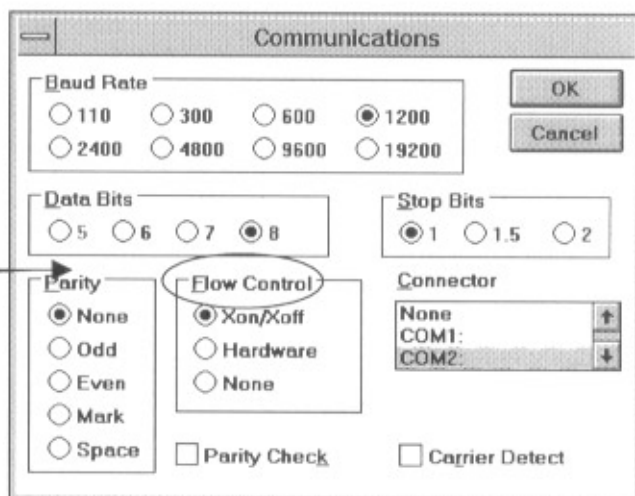 Communications
Baud Rate
110 300 600 1200
2400 4800 9600 19200
OK
Cancel
Data Bits
5 6 7 8
Stop Bits
1 1.5 2
Parity
None
Odd
Even
Mark
Space
Flow Control
Xon/Xoff
Hardware
None
Connector
None
COM1:
COM2:
Parity Check
Carrier Detect